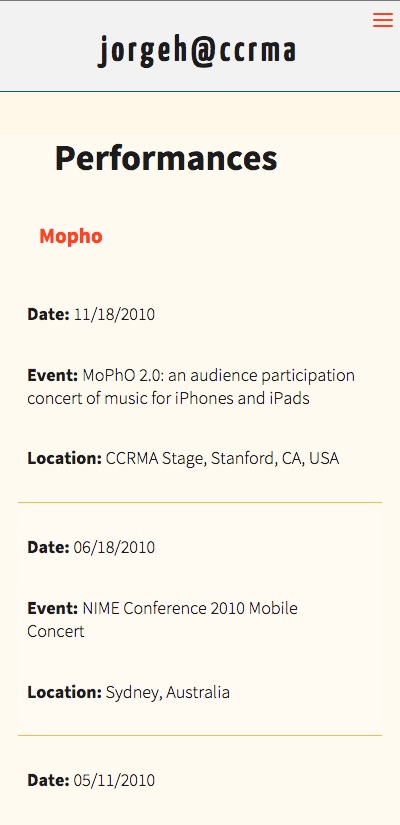 jorgeh@ccrma
Performances
Mopho
Date: 11/18/2010
Event: MoPhO 2.0: an audience participation
concert of music for iPhones and iPads
Location: CCRMA Stage, Stanford, CA, USA
Date: 06/18/2010
Event: NIME Conference 2010 Mobile
Concert
Location: Sydney, Australia
Date: 05/11/2010